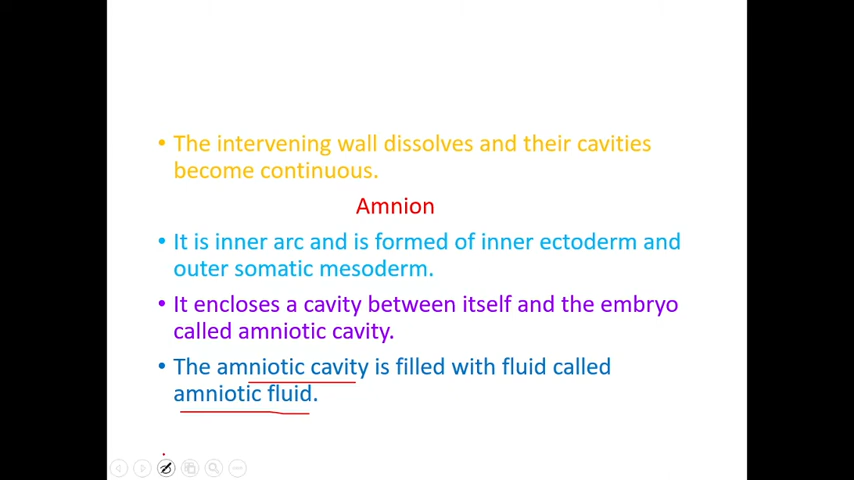 • The intervening wall dissolves and their cavities
become continuous.
Amnion
• It is inner arc and is formed of inner ectoderm and
outer somatic mesoderm.
• It encloses a cavity between itself and the embryo
called amniotic cavity.
• The amniotic cavity is filled with fluid called
amniotic fluid.